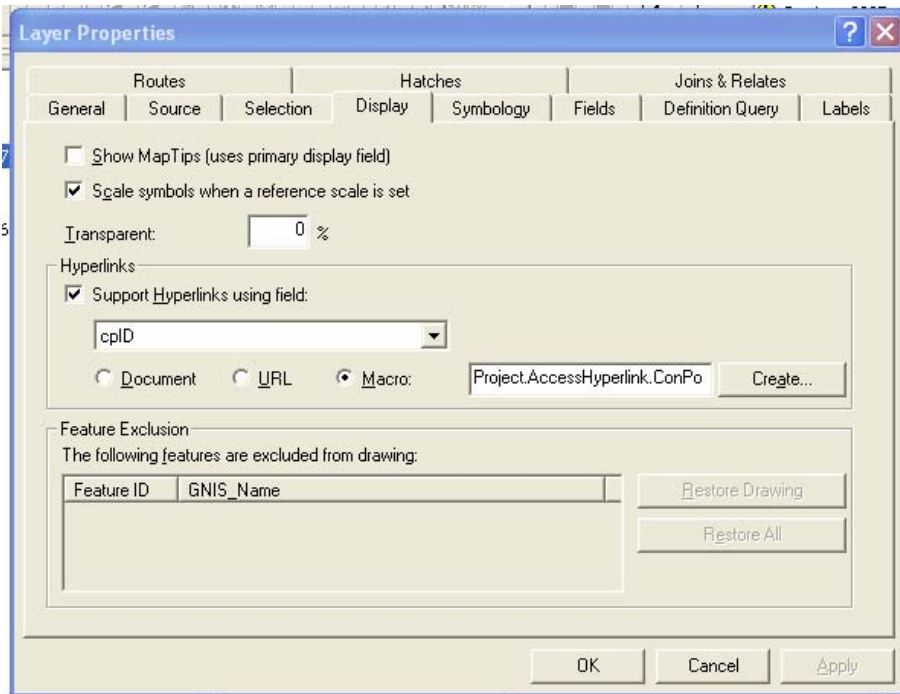 Layer Properties
Routes Hatches Joins & Relates
General Source Selection Display Symbology Fields Definition Query Labels
Show MapTips (uses primary display field)
Scale symbols when a reference scale is set
Transparent: 0 %
Hyperlinks
Support Hyperlinks using field:
cpID
Document URL Macro: Project.AccessHyperlink.ConPo Create...
Feature Exclusion
The following features are excluded from drawing:
Feature ID GNIS_Name Restore Drawing
Restore All
OK Cancel Apply